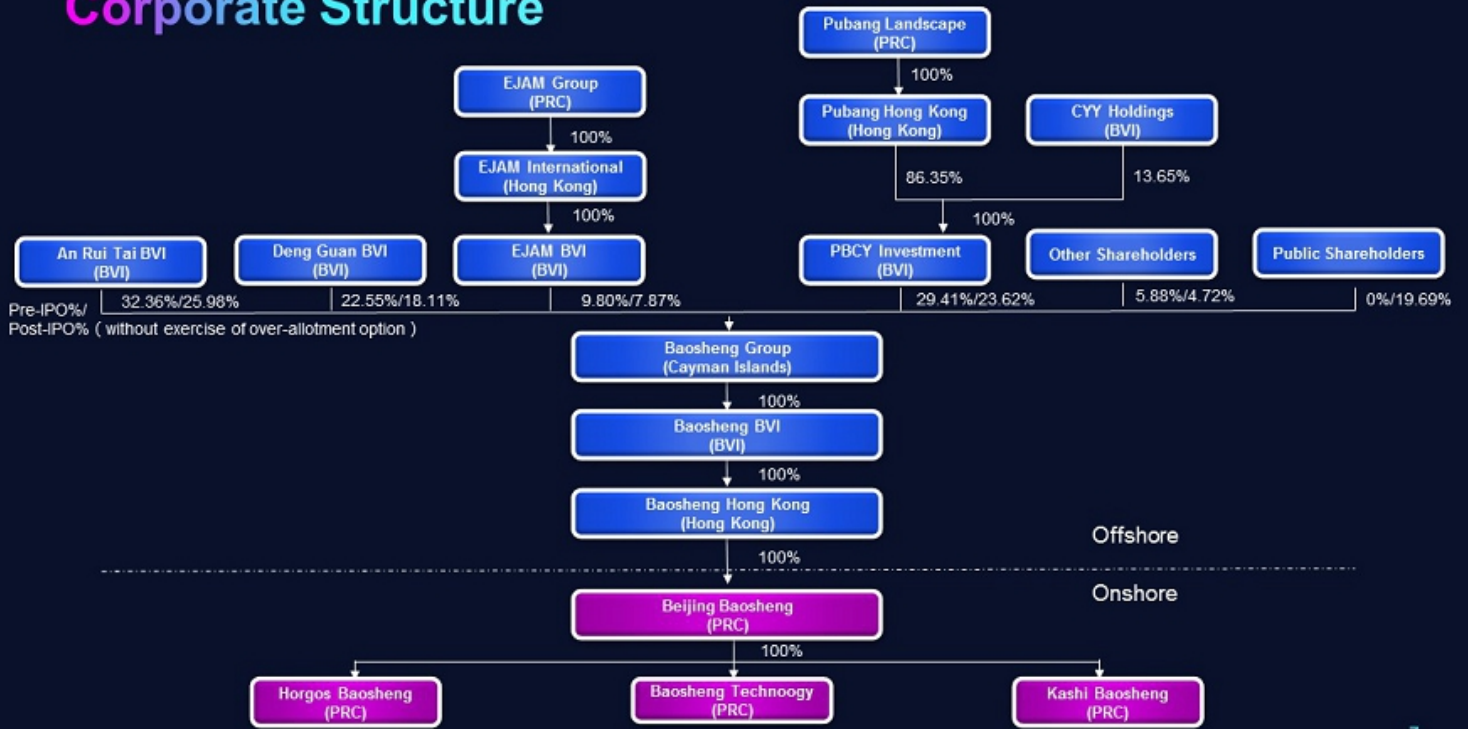 Corporate Structure
Pubang Landscape
(PRC)
100%
EJAM Group
(PRC)
Pubang Hong Kong
(Hong Kong)
CYY Holdings
(BVI)
100%
EJAM International
(Hong Kong)
86.35%
13.65%
100%
100%
An Rui Tai BVI
(BVI)
Deng Guan BVI
(BVI)
EJAM BVI
(BVI)
PBCY Investment
(BVI)
Other Shareholders
Public Shareholders
Pre-IPO%/
Post-IPO% ( without exercise of over-allotment option )
32.36%/25.98%
22.55%/18.11%
9.80%/7.87%
29.41%/23.62%
5.88%/4.72%
0%/19.69%
Baosheng Group
(Cayman Islands)
100%
Baosheng BVI
(BVI)
100%
Baosheng Hong Kong
(Hong Kong)
Offshore
100%
Onshore
Beijing Baosheng
(PRC)
100%
Horgos Baosheng
(PRC)
Baosheng Technoogy
(PRC)
Kashi Baosheng
(PRC)